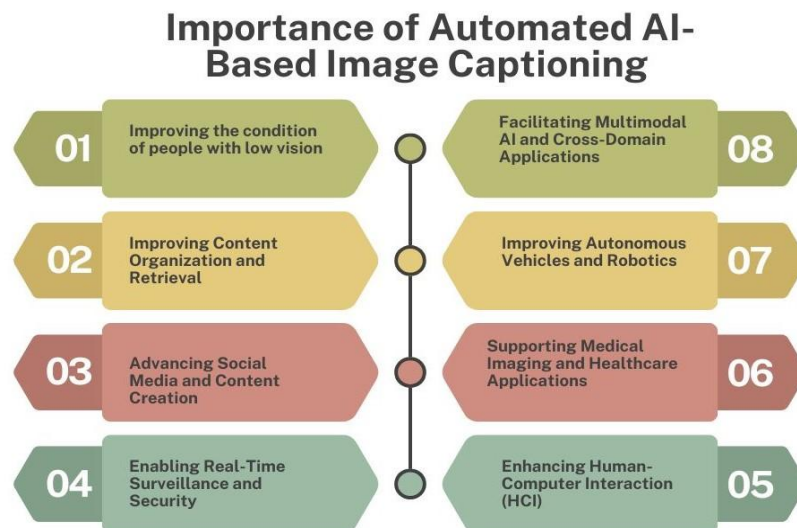 Importance of Automated AI-
Based Image Captioning
01
Improving the condition
of people with low vision
02
Improving Content
Organization and
Retrieval
03
Advancing Social
Media and Content
Creation
04
Enabling Real-Time
Surveillance and
Security
Facilitating Multimodal
AI and Cross-Domain
Applications
08
Improving Autonomous
Vehicles and Robotics
07
Supporting Medical
Imaging and Healthcare
Applications
06
Enhancing Human-
Computer Interaction
(HCI)
05